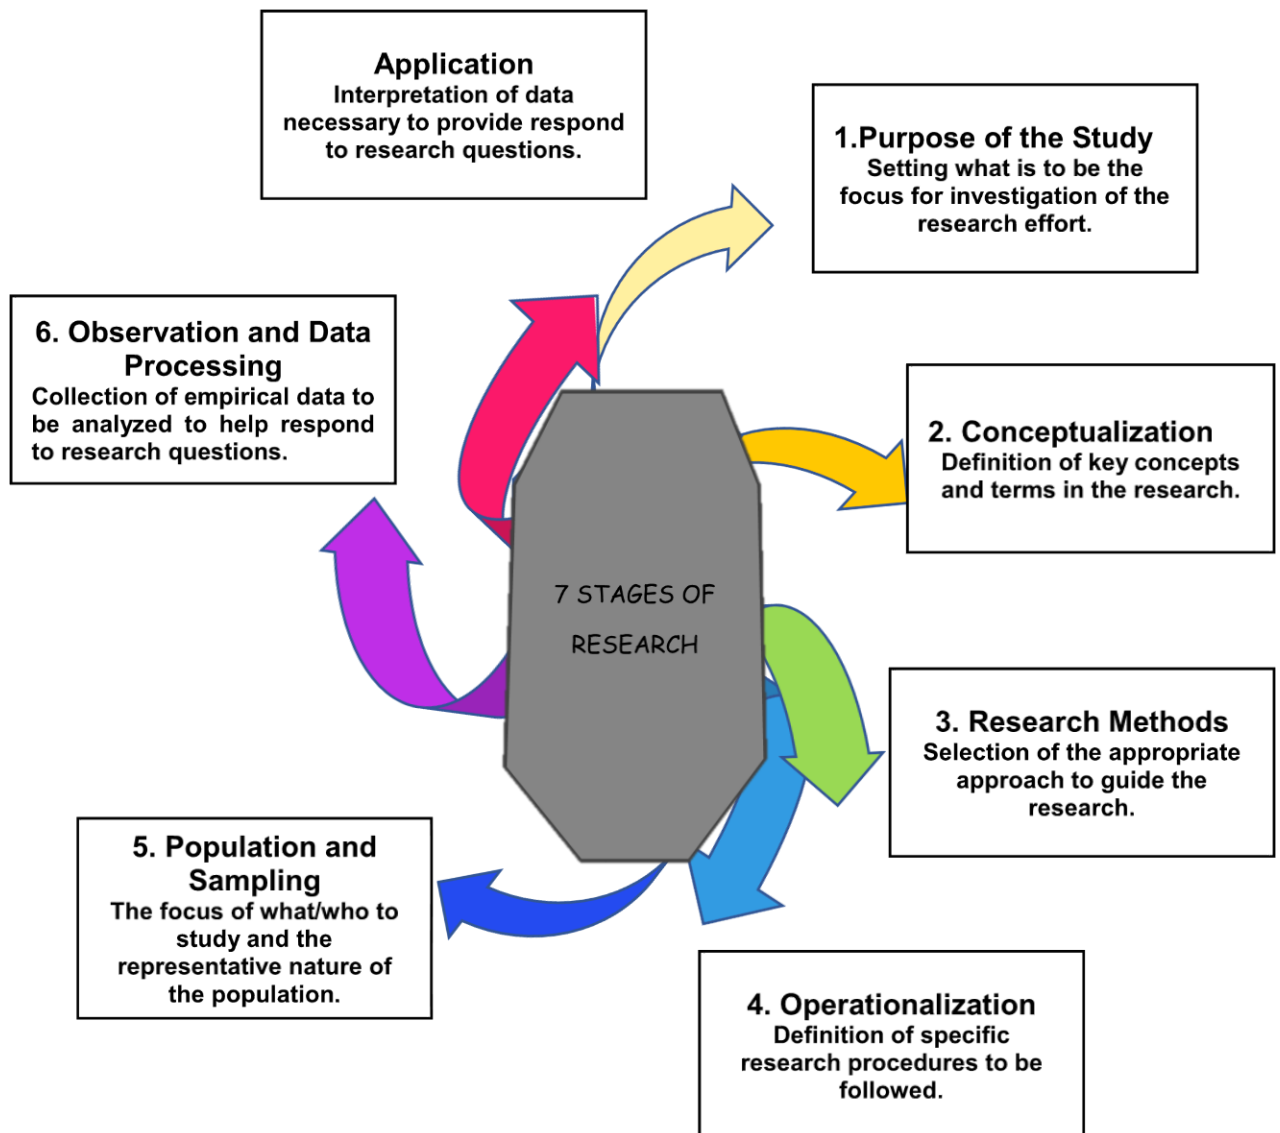 Application
Interpretation of data
necessary to provide respond
to research questions.
1.Purpose of the Study
Setting what is to be the
focus for investigation of the
research effort.
6. Observation and Data
Processing
Collection of empirical data to
be analyzed to help respond
to research questions.
2. Conceptualization
Definition of key concepts
and terms in the research.
7 STAGES OF
RESEARCH
3. Research Methods
Selection of the appropriate
approach to guide the
research.
5. Population and
Sampling
The focus of what/who to
study and the
representative nature of
the population.
4. Operationalization
Definition of specific
research procedures to be
followed.